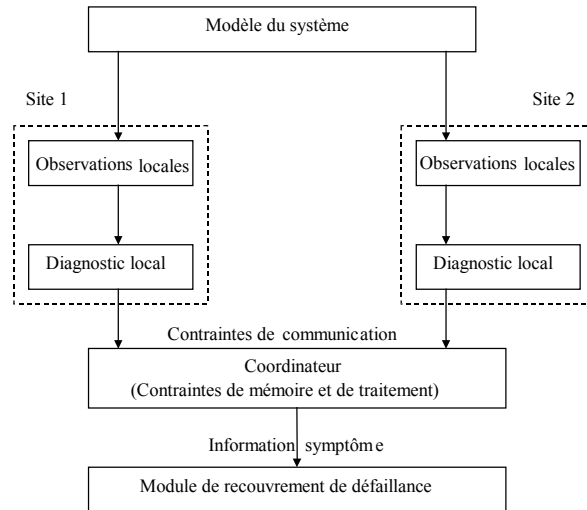 Modèle du système
Site 1
Site 2
Observations locales
Observations locales
Diagnostic local
Diagnostic local
Contraintes de communication
Coordinateur
(Contraintes de mémoire et de traitement)
Information symptôme
Module de recouvrement de défaillance